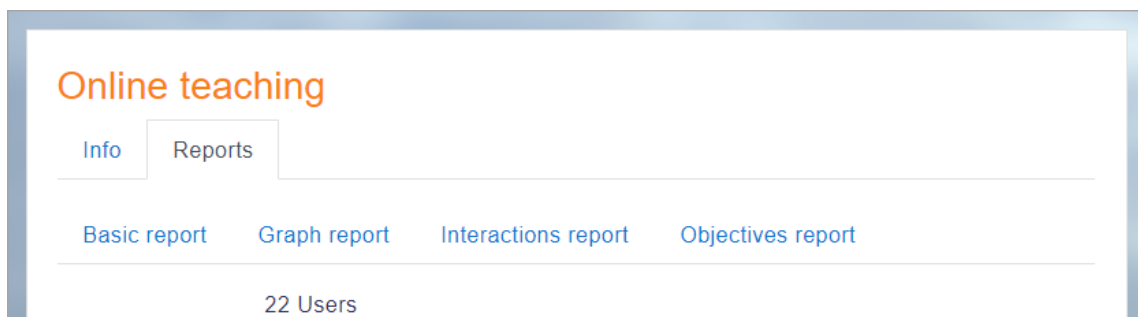 Online teaching
Info Reports
Basic report Graph report Interactions report Objectives report
22 Users